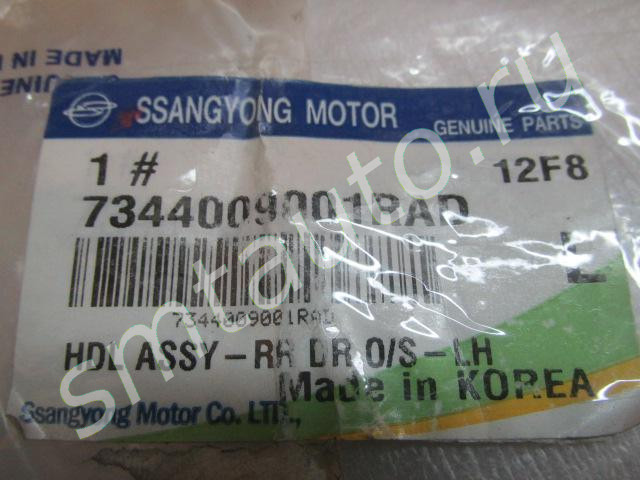 MADE IN
SSANGYONG MOTOR
GENUINE PARTS
1 #
12F8
7344009001RAD
L
7344009001RAD
HDL ASSY-RR DR O/S-LH
Made in KOREA
Ssangyong Motor Co. LTD.,
smtauto.ru